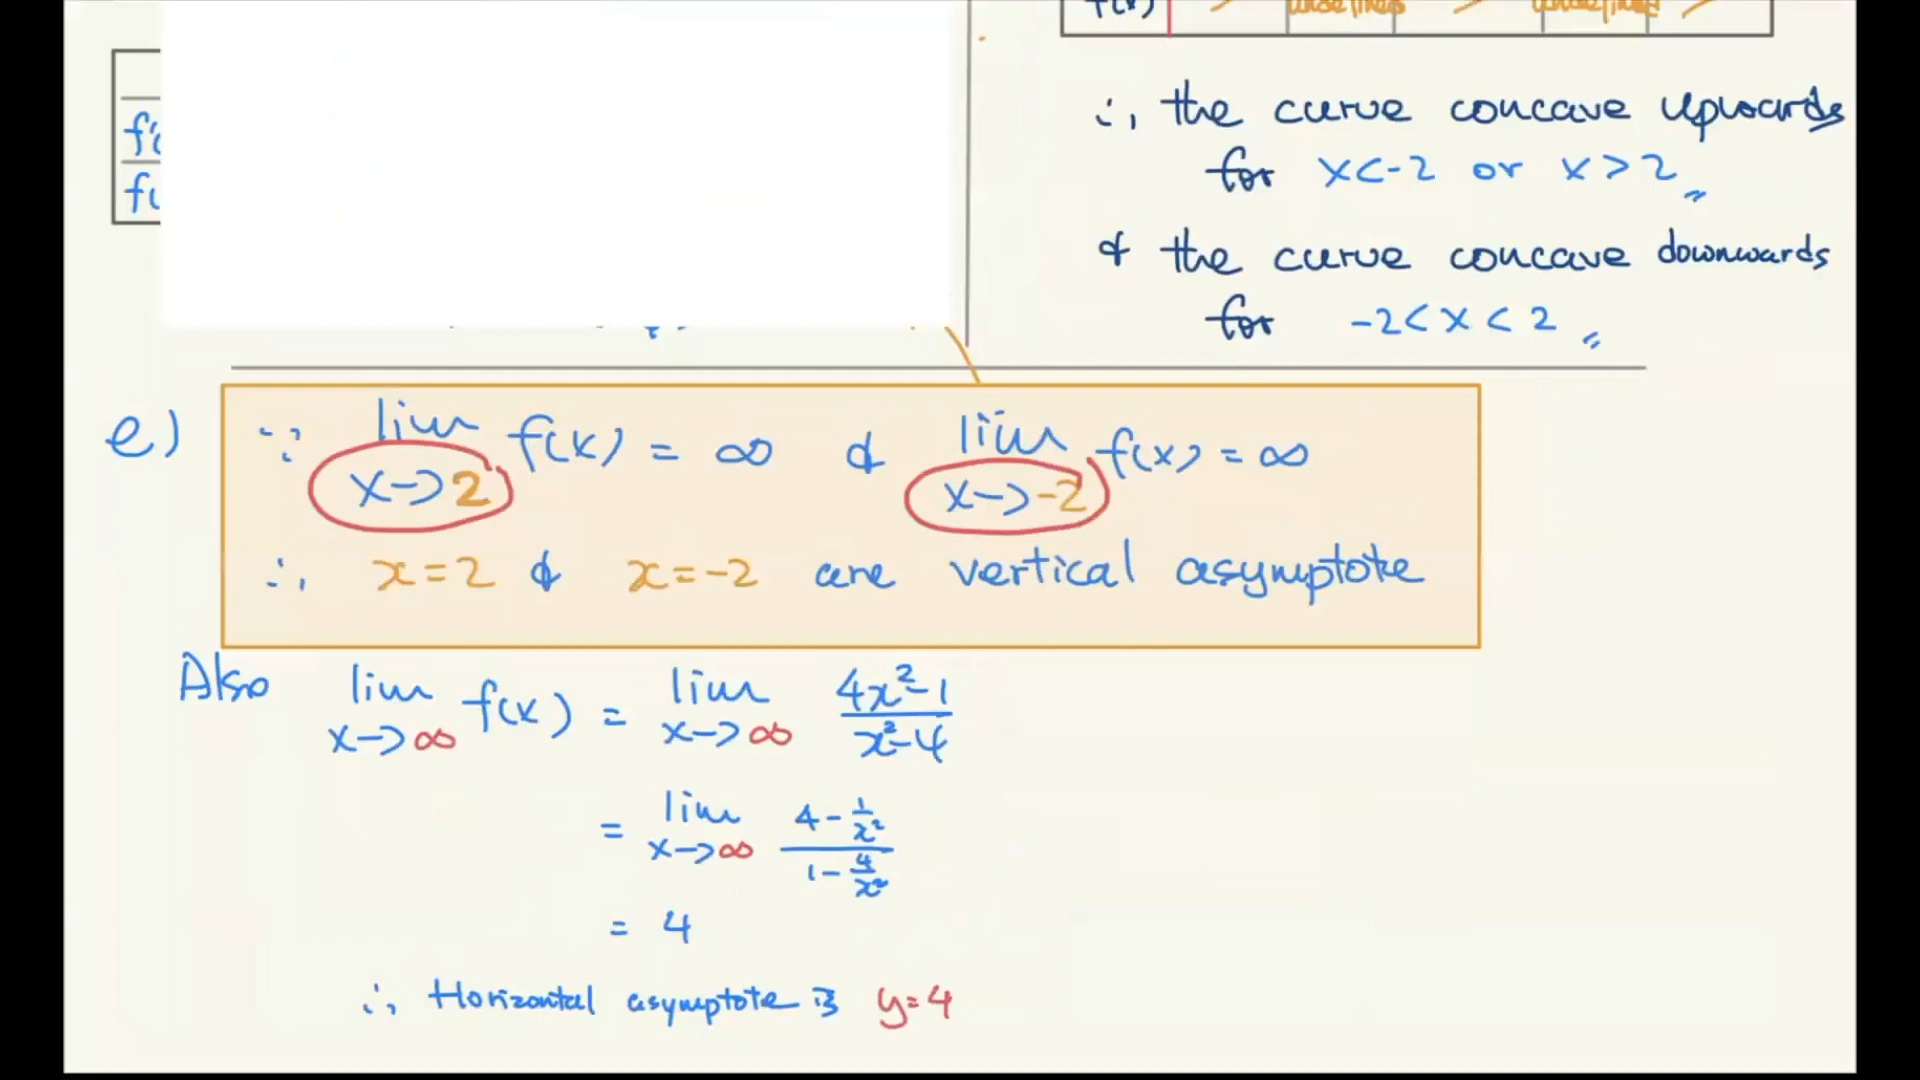 f(x) undefined undefined
∴ the curve concave upwards
for x<-2 or x>2
& the curve concave downwards
for -2<x<2
f'
f
e) ∵ lim x→2 f(x) = ∞ & lim x→-2 f(x) = ∞
∴ x=2 & x=-2 are vertical asymptote
Also lim x→∞ f(x) = lim x→∞ (4x²-1)/(x²-4)
= lim x→∞ (4 - 1/x²)/(1 - 4/x²)
= 4
∴ Horizontal asymptote is y=4